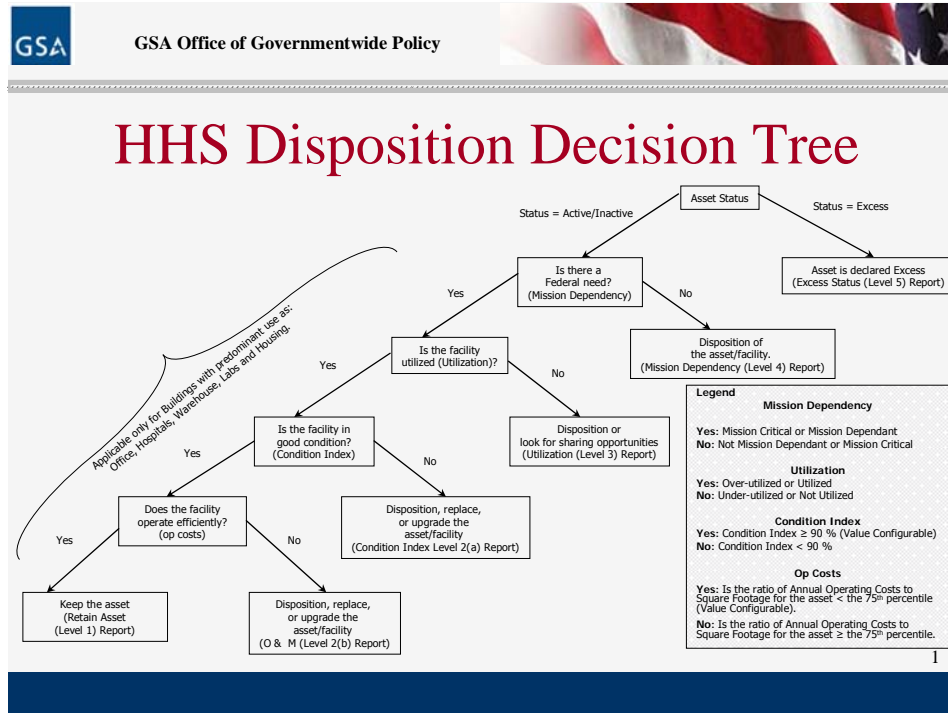 GSA
GSA Office of Governmentwide Policy
HHS Disposition Decision Tree
Asset Status
Status = Active/Inactive
Status = Excess
Is there a
Federal need?
(Mission Dependency)
Asset is declared Excess
(Excess Status (Level 5) Report)
Yes
No
Applicable only for Buildings with predominant use as:
Office, Hospitals, Warehouse, Labs and Housing.
Is the facility
utilized (Utilization)?
Disposition of
the asset/facility.
(Mission Dependency (Level 4) Report)
Yes
No
Is the facility in
good condition?
(Condition Index)
Disposition or
look for sharing opportunities
(Utilization (Level 3) Report)
Yes
No
Does the facility
operate efficiently?
(op costs)
Disposition, replace,
or upgrade the
asset/facility
(Condition Index Level 2(a) Report)
Yes
No
Keep the asset
(Retain Asset
(Level 1) Report)
Disposition, replace,
or upgrade the
asset/facility
(O & M (Level 2(b) Report)
Legend
Mission Dependency
Yes: Mission Critical or Mission Dependant
No: Not Mission Dependant or Mission Critical
Utilization
Yes: Over-utilized or Utilized
No: Under-utilized or Not Utilized
Condition Index
Yes: Condition Index ≥ 90 % (Value Configurable)
No: Condition Index < 90 %
Op Costs
Yes: Is the ratio of Annual Operating Costs to
Square Footage for the asset < the 75th percentile
(Value Configurable).
No: Is the ratio of Annual Operating Costs to
Square Footage for the asset ≥ the 75th percentile.
1